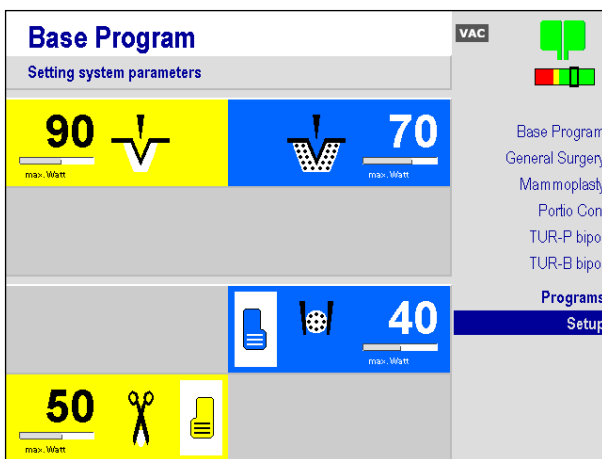 Base Program
Setting system parameters
VAC
90
max. Watt
70
max. Watt
Base Program
General Surgery
Mammoplasty
Portio Con
TUR-P bipo
TUR-B bipo
Programs
Setup
40
max. Watt
50
max. Watt